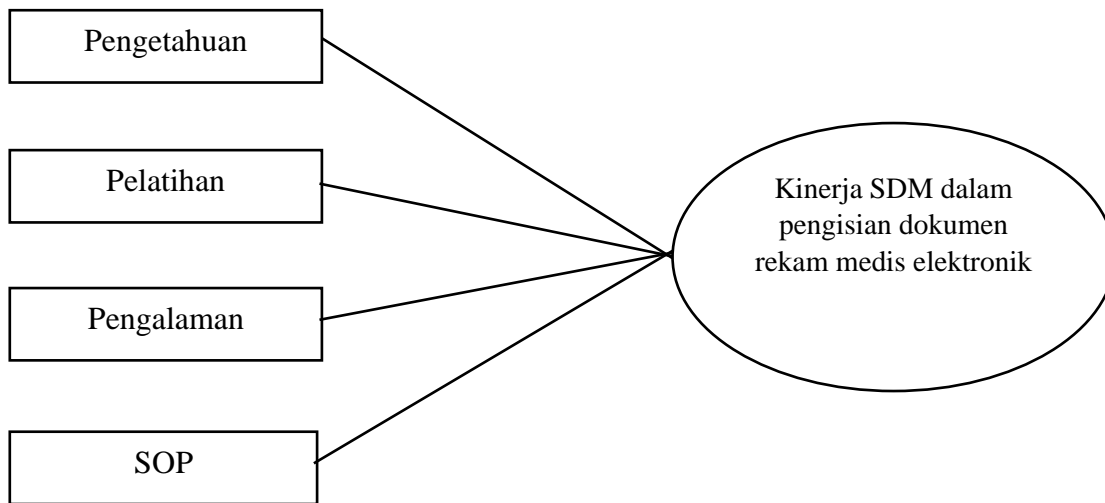 Pengetahuan
Pelatihan
Pengalaman
SOP
Kinerja SDM dalam
pengisian dokumen
rekam medis elektronik